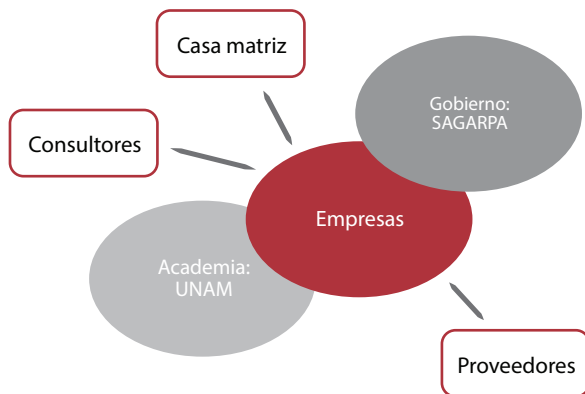 Casa matriz
Gobierno:
SAGARPA
Consultores
Empresas
Academia:
UNAM
Proveedores